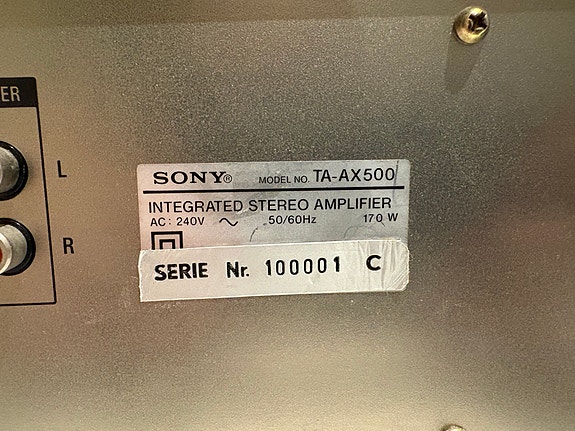 ER
L
R
SONY®
MODEL NO. TA-AX500
INTEGRATED STEREO AMPLIFIER
AC: 240V ~ 50/60Hz 170 W
SERIE Nr. 100001 C